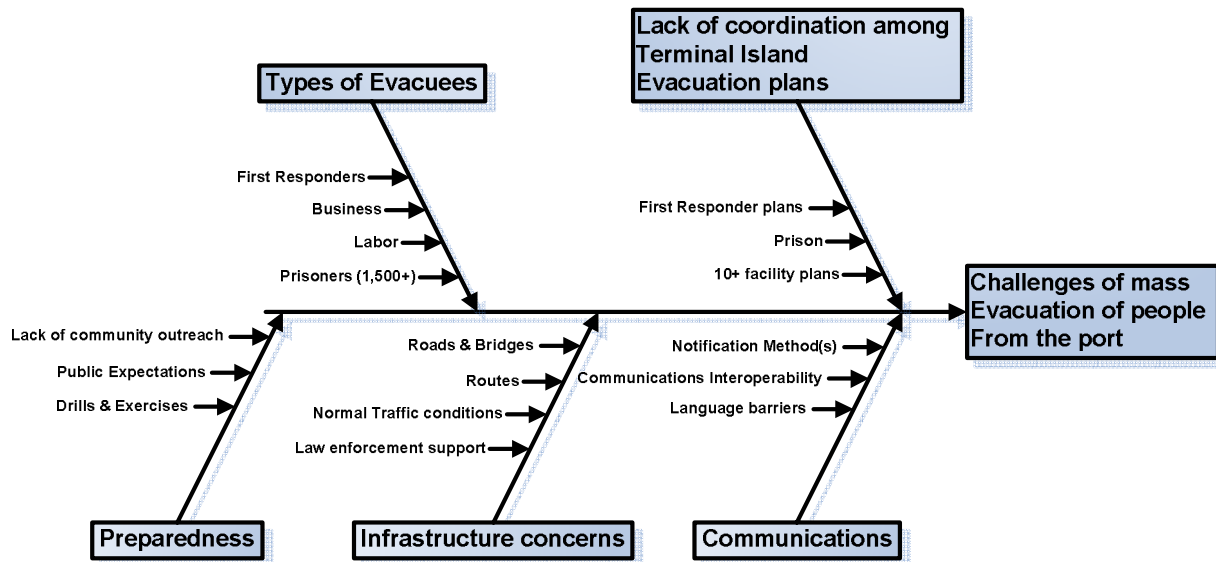 Lack of coordination among
Terminal Island
Evacuation plans
Types of Evacuees
First Responders
Business
Labor
Prisoners (1,500+)
First Responder plans
Prison
10+ facility plans
Challenges of mass
Evacuation of people
From the port
Lack of community outreach
Public Expectations
Drills & Exercises
Roads & Bridges
Routes
Normal Traffic conditions
Law enforcement support
Notification Method(s)
Communications Interoperability
Language barriers
Preparedness
Infrastructure concerns
Communications